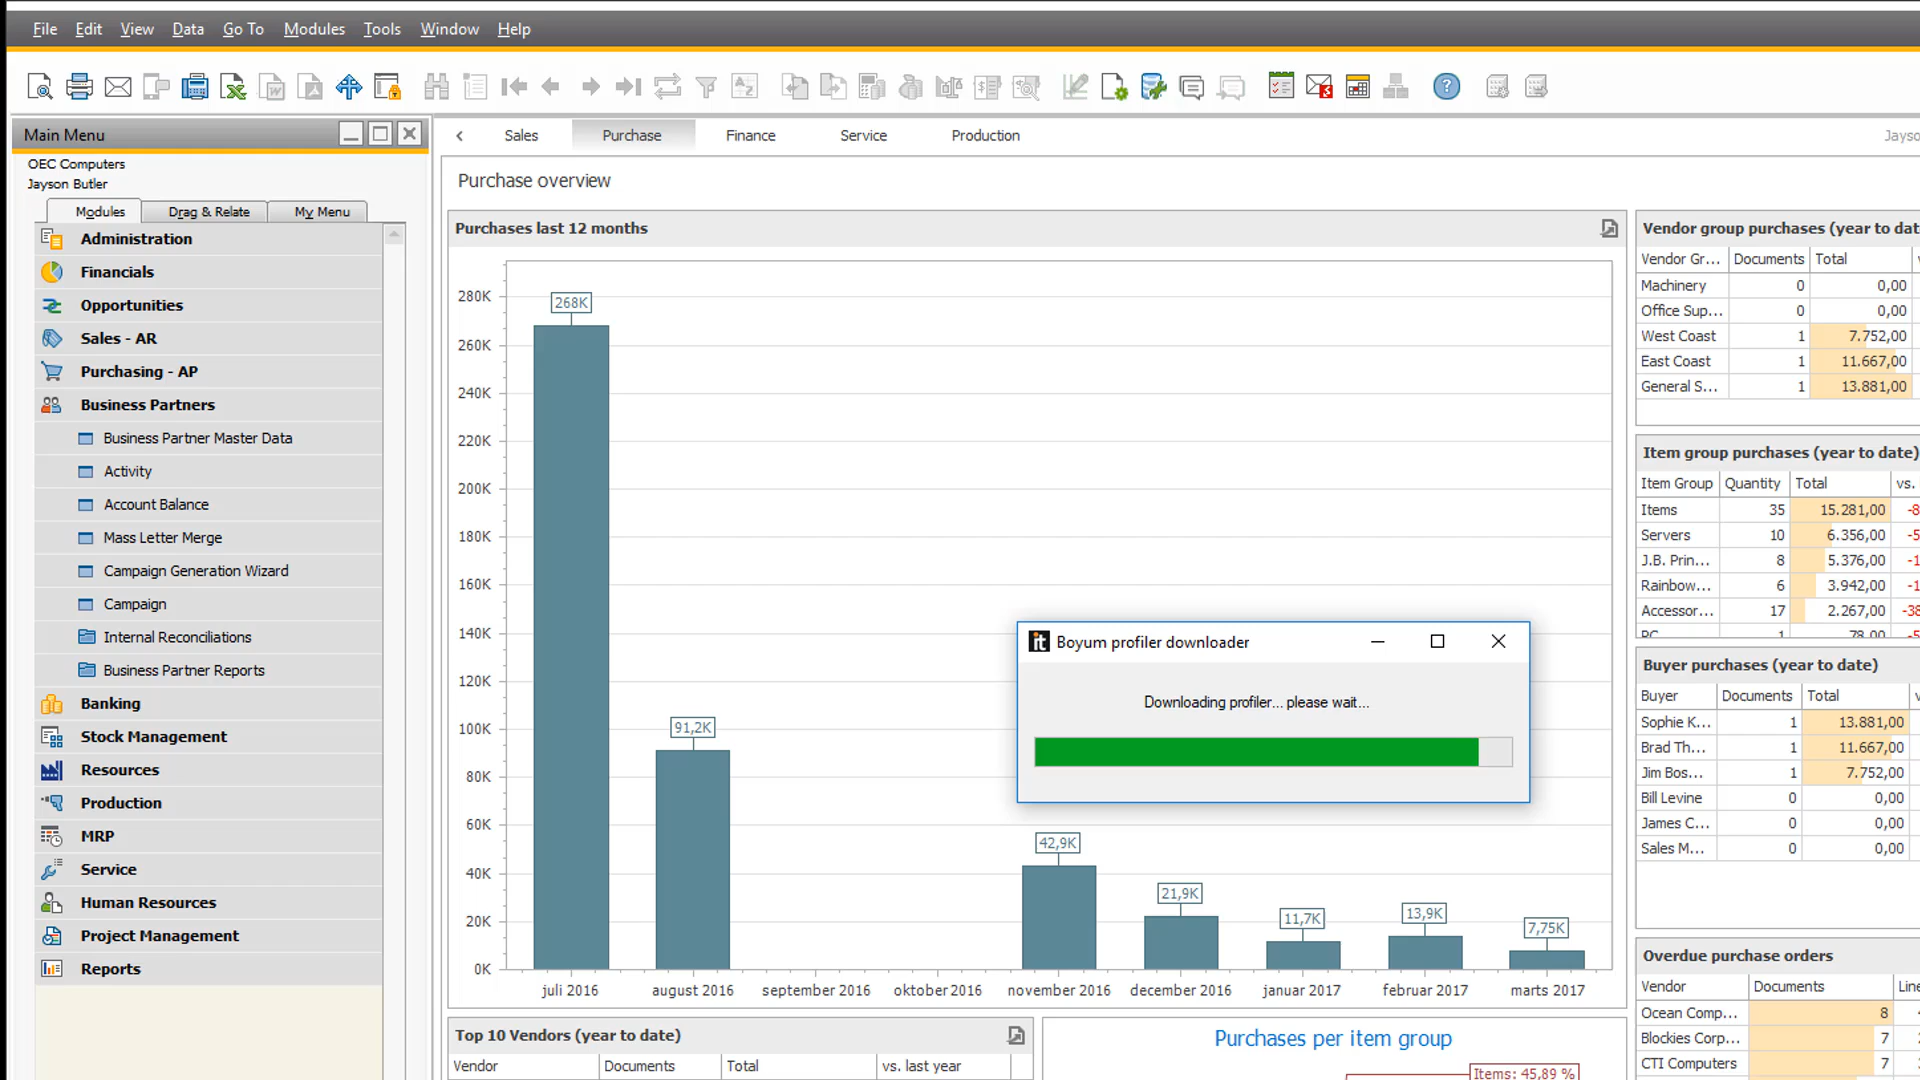 File Edit View Data Go To Modules Tools Window Help
Main Menu
OEC Computers
Jayson Butler
Modules Drag & Relate My Menu
Administration
Financials
Opportunities
Sales - AR
Purchasing - AP
Business Partners
Business Partner Master Data
Activity
Account Balance
Mass Letter Merge
Campaign Generation Wizard
Campaign
Internal Reconciliations
Business Partner Reports
Banking
Stock Management
Resources
Production
MRP
Service
Human Resources
Project Management
Reports
Sales Purchase Finance Service Production
Jayso
Purchase overview
Purchases last 12 months
280K
260K
240K
220K
200K
180K
160K
140K
120K
100K
80K
60K
40K
20K
0K
268K
91,2K
42,9K
21,9K
11,7K
13,9K
7,75K
juli 2016 august 2016 september 2016 oktober 2016 november 2016 december 2016 januar 2017 februar 2017 marts 2017
it Boyum profiler downloader
Downloading profiler... please wait...
Top 10 Vendors (year to date)
Vendor Documents Total vs. last year
Purchases per item group
Items: 45,89 %
Vendor group purchases (year to dat
Vendor Gr... Documents Total
Machinery 0 0,00
Office Sup... 0 0,00
West Coast 1 7.752,00
East Coast 1 11.667,00
General S... 1 13.881,00
Item group purchases (year to date)
Item Group Quantity Total vs.
Items 35 15.281,00 -8
Servers 10 6.356,00 -5
J.B. Prin... 8 5.376,00 -1
Rainbow... 6 3.942,00 -1
Accessor... 17 2.267,00 -38
PC 1 78,00 -5
Buyer purchases (year to date)
Buyer Documents Total
Sophie K... 1 13.881,00
Brad Th... 1 11.667,00
Jim Bos... 1 7.752,00
Bill Levine 0 0,00
James C... 0 0,00
Sales M... 0 0,00
Overdue purchase orders
Vendor Documents Line
Ocean Comp... 8
Blockies Corp... 7
CTI Computers 7